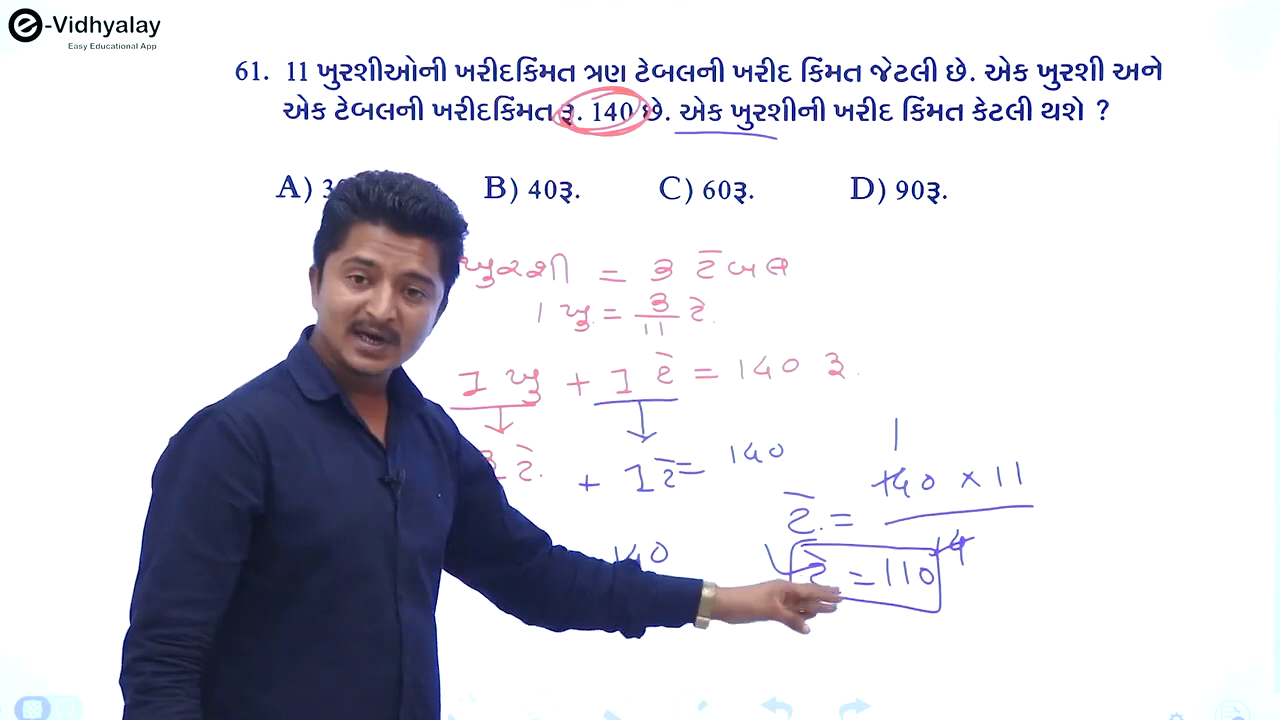 e-Vidhyalay
Easy Educational App
61. 11 ખુરશીઓની ખરીદકિંમત ત્રણ ટેબલની ખરીદ કિંમત જેટલી છે. એક ખુરશી અને
એક ટેબલની ખરીદકિંમત રૂ. 140 છે. એક ખુરશીની ખરીદ કિંમત કેટલી થશે ?
A) B) 40રૂ. C) 60રૂ. D) 90રૂ.
ખુરશી = 3 ટેબલ
1 ખુ. = 3/11 ટે.
1 ખુ + 1 ટે = 140 રૂ.
ટે. + 1 ટે = 140
ટે. = 140 × 11 / 14
140
ટે = 110